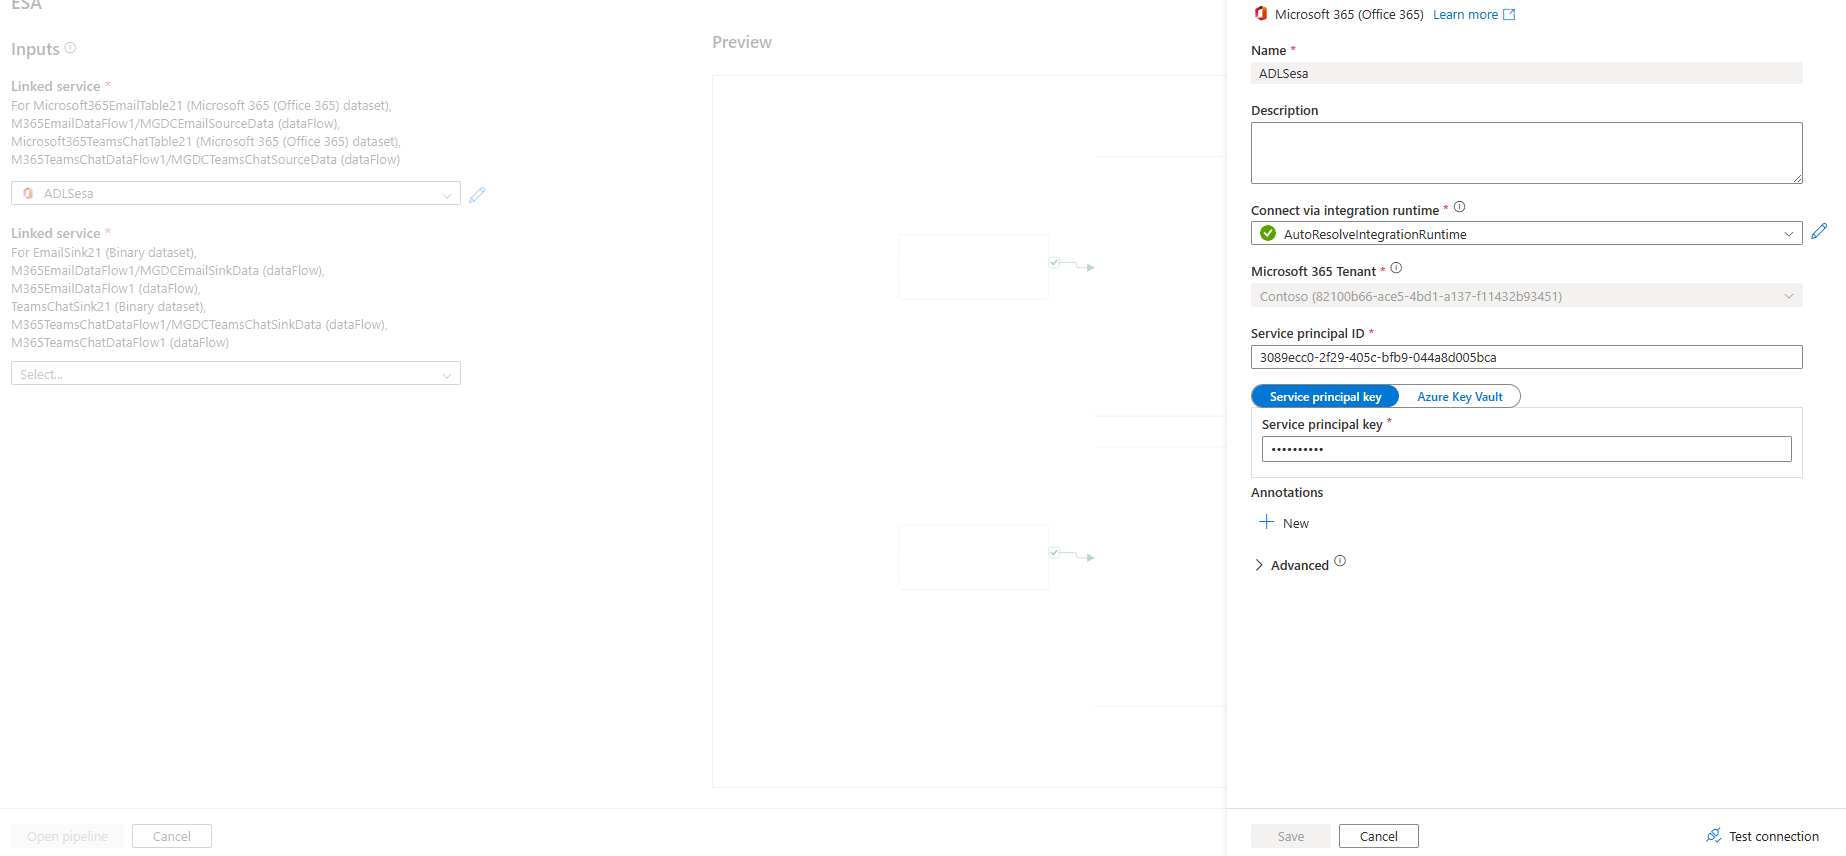 ESA
Inputs
Linked service *
For Microsoft365EmailTable21 (Microsoft 365 (Office 365) dataset),
M365EmailDataFlow1/MGDCEmailSourceData (dataFlow),
Microsoft365TeamsChatTable21 (Microsoft 365 (Office 365) dataset),
M365TeamsChatDataFlow1/MGDCTeamsChatSourceData (dataFlow)
ADLSesa
Linked service *
For EmailSink21 (Binary dataset),
M365EmailDataFlow1/MGDCEmailSinkData (dataFlow),
M365EmailDataFlow1 (dataFlow),
TeamsChatSink21 (Binary dataset),
M365TeamsChatDataFlow1/MGDCTeamsChatSinkData (dataFlow),
M365TeamsChatDataFlow1 (dataFlow)
Select...
Open pipeline
Cancel
Preview
Microsoft 365 (Office 365) Learn more
Name *
ADLSesa
Description
Connect via integration runtime *
AutoResolveIntegrationRuntime
Microsoft 365 Tenant *
Contoso (82100b66-ace5-4bd1-a137-f11432b93451)
Service principal ID *
3089ecc0-2f29-405c-bfb9-044a8d005bca
Service principal key
Azure Key Vault
Service principal key *
••••••••••
Annotations
New
Advanced
Save
Cancel
Test connection